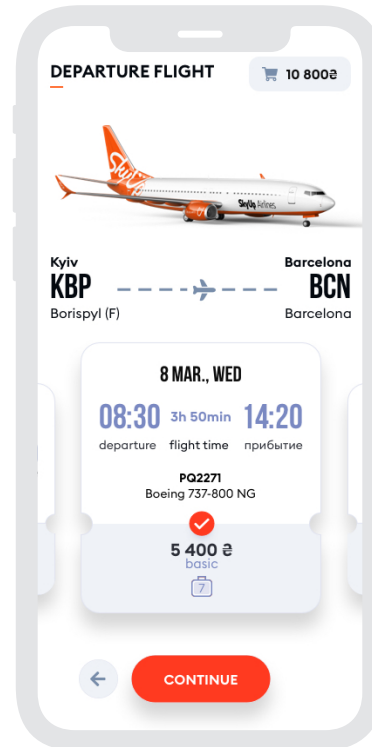 DEPARTURE FLIGHT
10 800₴
SkyUp
SkyUp Airlines
Kyiv
Barcelona
KBP
BCN
Borispyl (F)
Barcelona
8 MAR., WED
08:30 3h 50min 14:20
departure flight time прибытие
PQ2271
Boeing 737-800 NG
5 400 ₴
basic
7
CONTINUE